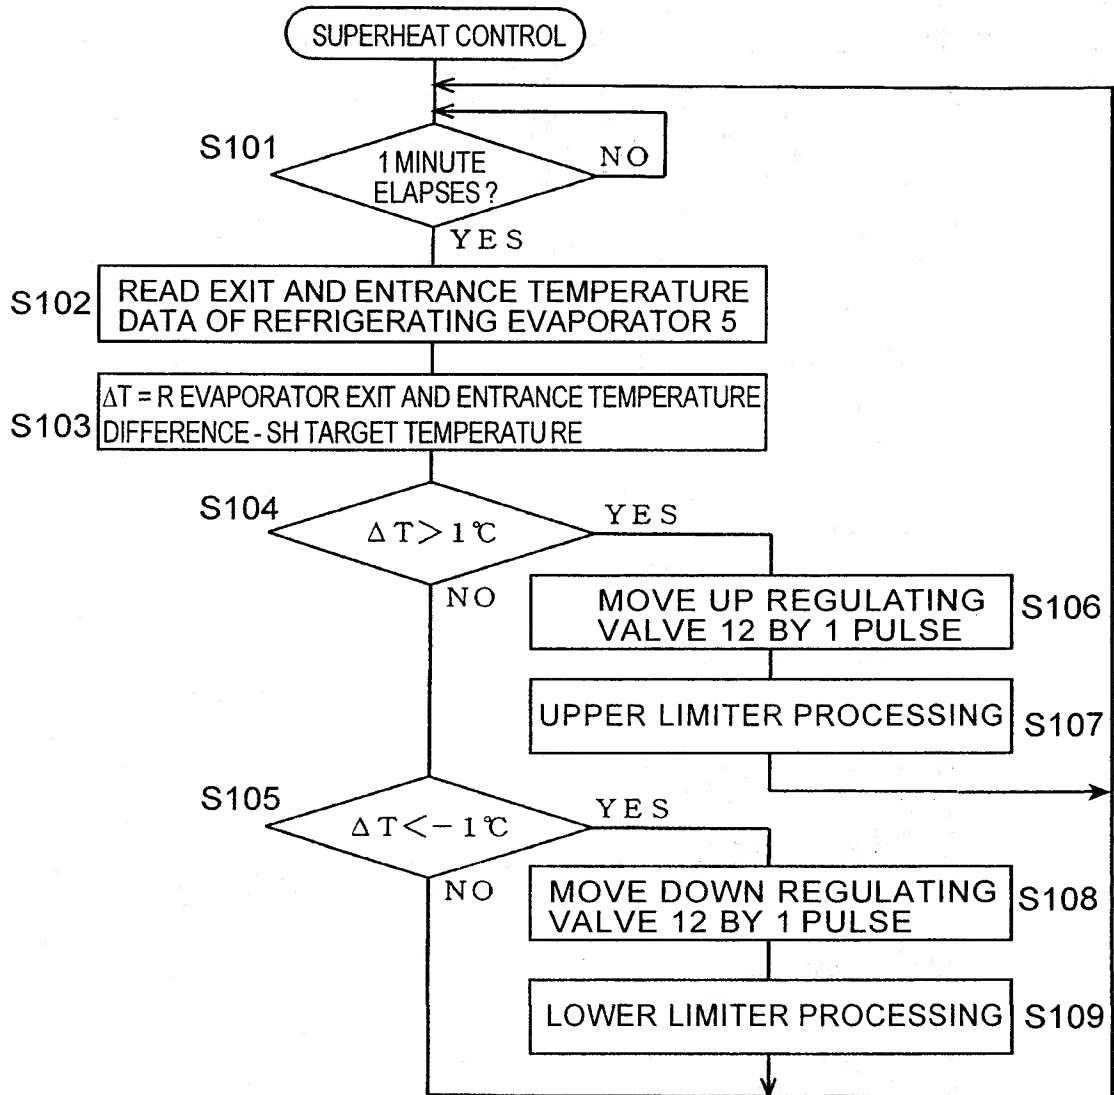 SUPERHEAT CONTROL
S101
1 MINUTE
ELAPSES?
NO
YES
S102
READ EXIT AND ENTRANCE TEMPERATURE
DATA OF REFRIGERATING EVAPORATOR 5
S103
ΔT = R EVAPORATOR EXIT AND ENTRANCE TEMPERATURE
DIFFERENCE - SH TARGET TEMPERATURE
S104
ΔT > 1℃
YES
NO
MOVE UP REGULATING
VALVE 12 BY 1 PULSE
S106
UPPER LIMITER PROCESSING
S107
S105
ΔT < - 1℃
YES
NO
MOVE DOWN REGULATING
VALVE 12 BY 1 PULSE
S108
LOWER LIMITER PROCESSING
S109